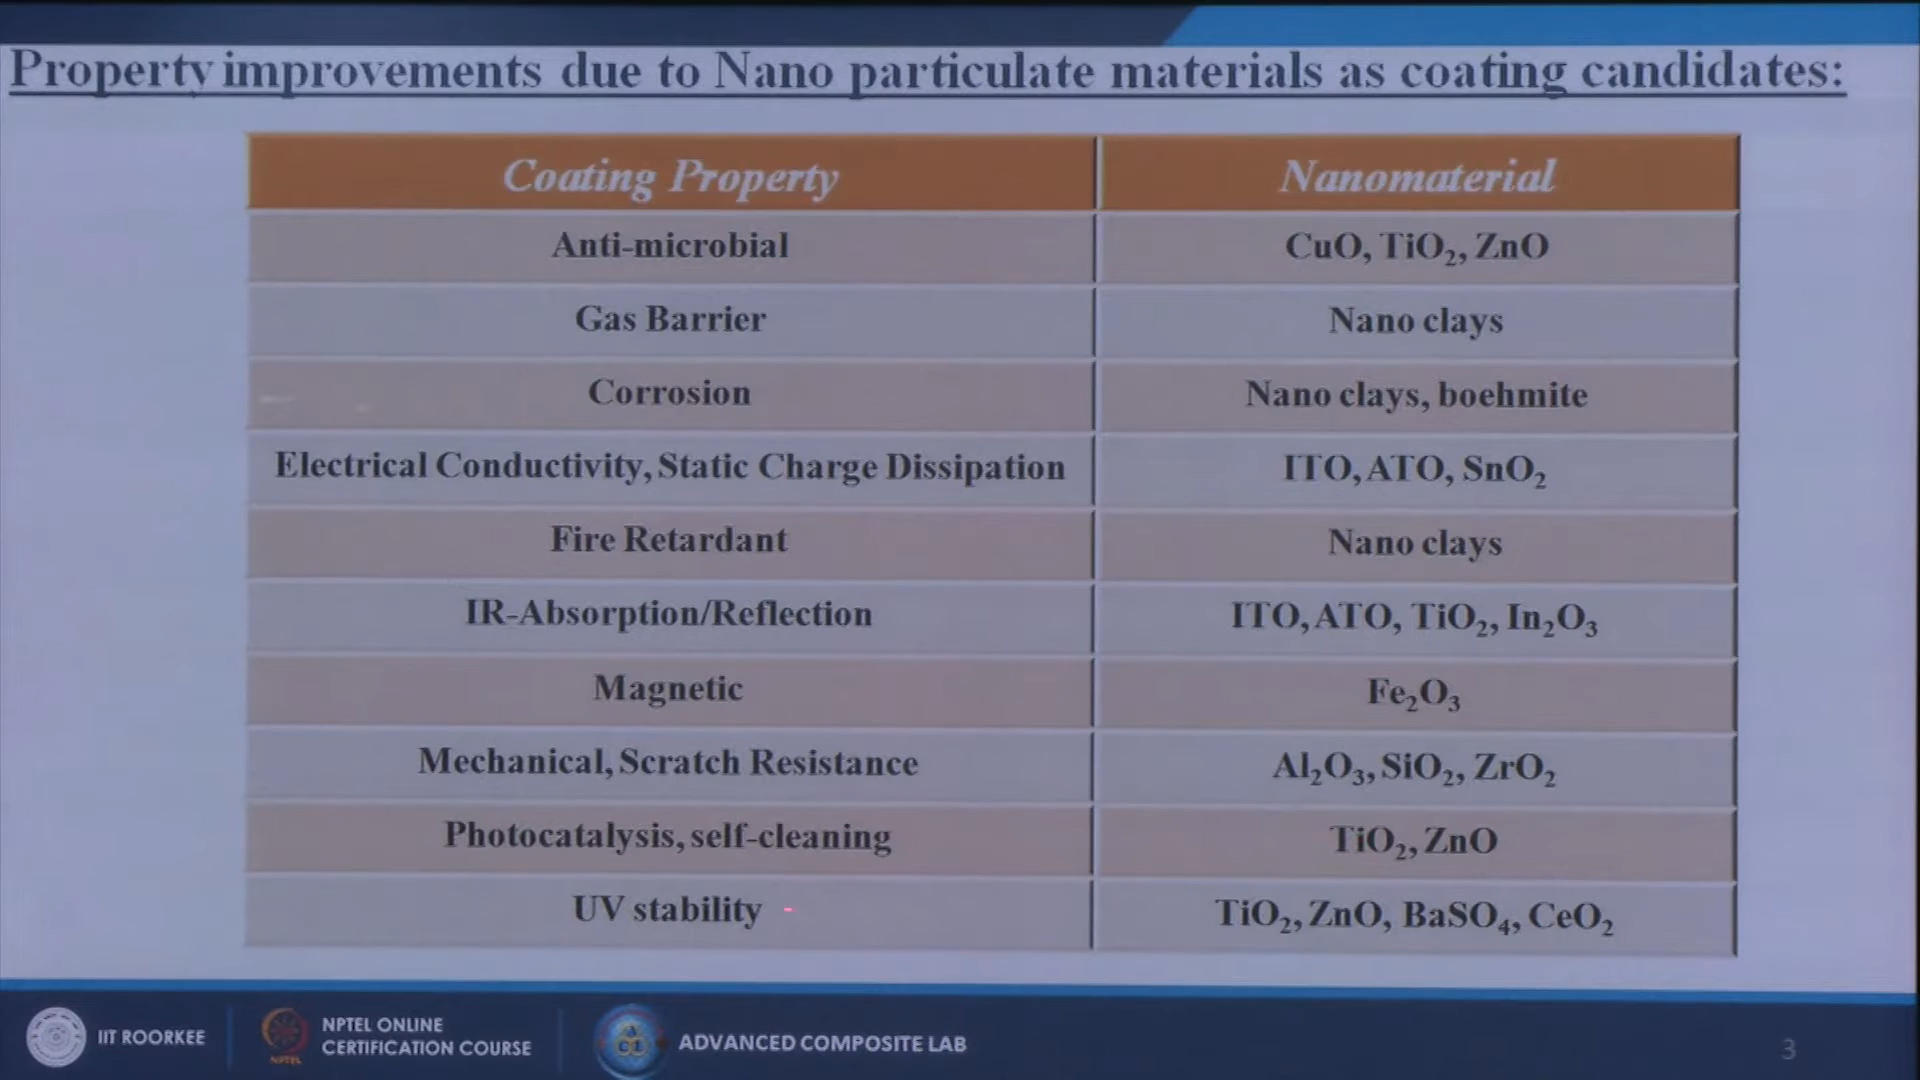 Property improvements due to Nano particulate materials as coating candidates:
Coating Property Nanomaterial
Anti-microbial CuO, TiO₂, ZnO
Gas Barrier Nano clays
Corrosion Nano clays, boehmite
Electrical Conductivity, Static Charge Dissipation ITO, ATO, SnO₂
Fire Retardant Nano clays
IR-Absorption/Reflection ITO, ATO, TiO₂, In₂O₃
Magnetic Fe₂O₃
Mechanical, Scratch Resistance Al₂O₃, SiO₂, ZrO₂
Photocatalysis, self-cleaning TiO₂, ZnO
UV stability TiO₂, ZnO, BaSO₄, CeO₂
IIT ROORKEE
NPTEL
NPTEL ONLINE
CERTIFICATION COURSE
ADVANCED COMPOSITE LAB
3